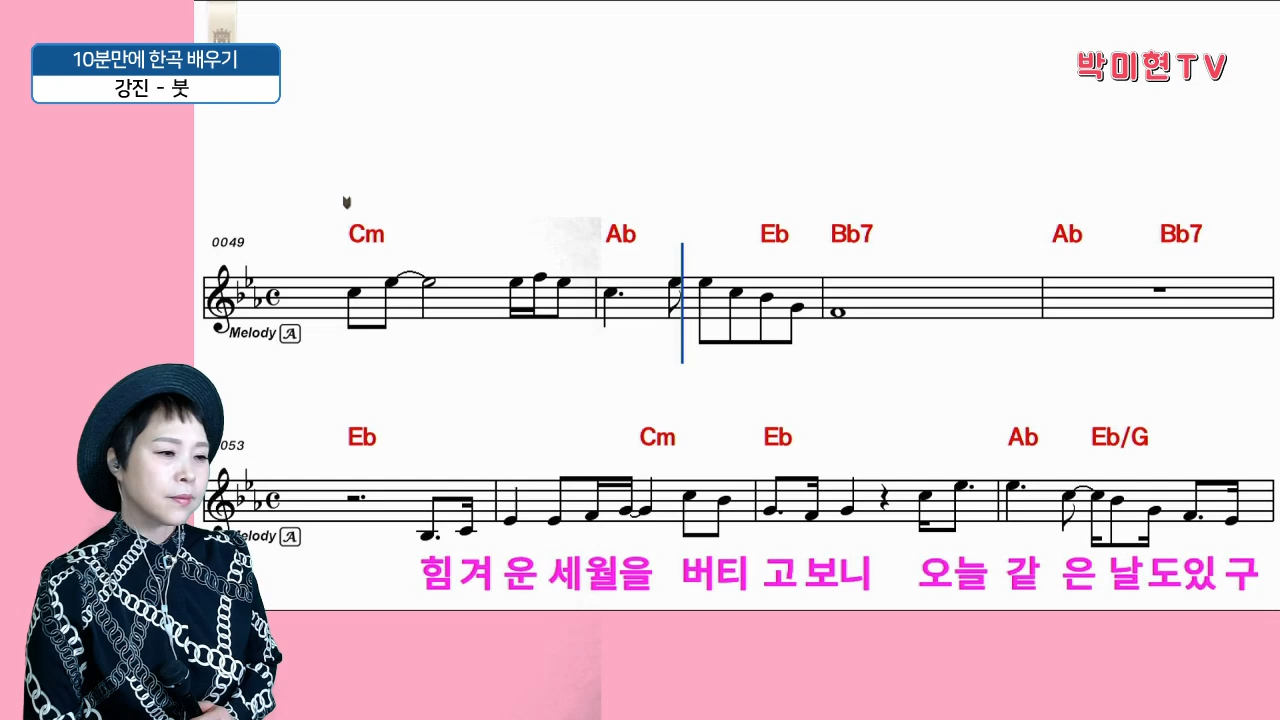 10분만에 한곡 배우기
강진 - 붓
박미현TV
0049
Cm Ab Eb Bb7 Ab Bb7
Melody A
053
Eb Cm Eb Ab Eb/G
elody A
힘겨운 세월을 버티고보니 오늘 같은 날도있구